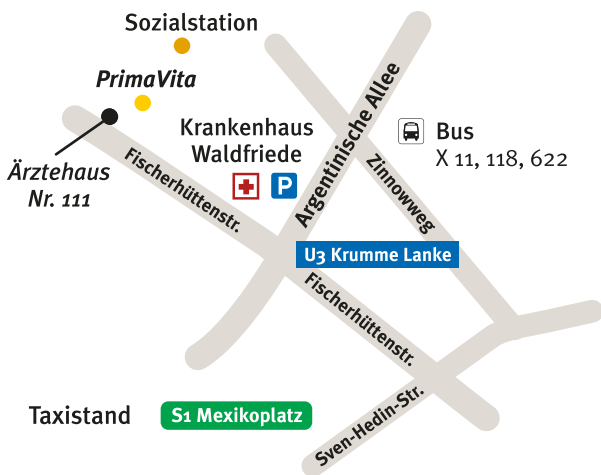 Sozialstation
PrimaVita
Ärztehaus
Nr. 111
Krankenhaus
Waldfriede
P
Fischerhüttenstr.
Argentinische Allee
Zinnowweg
Bus
X 11, 118, 622
U3 Krumme Lanke
Fischerhüttenstr.
Sven-Hedin-Str.
Taxistand
S1 Mexikoplatz